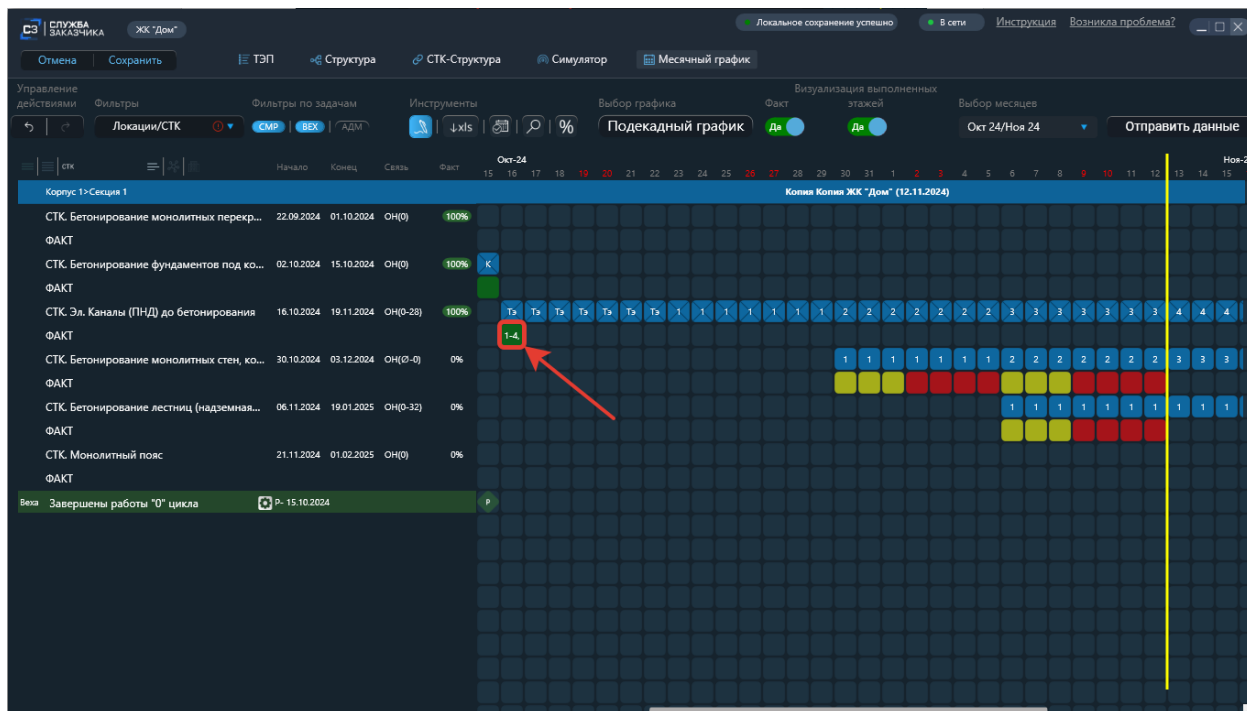 СЗ СЛУЖБА ЗАКАЗЧИКА ЖК "Дом" Локальное сохранение успешно В сети Инструкция Возникла проблема?
Отмена Сохранить ТЭП Структура СТК-Структура Симулятор Месячный график
Управление действиями Фильтры Фильтры по задачам Инструменты Выбор графика Визуализация выполненных
Факт этажей Выбор месяцев
Локации/СТК СМР ВЕХ АДМ xls % Подекадный график Да Да Окт 24/Ноя 24 Отправить данные
Окт-24 Ноя-2
стк Начало Конец Связь Факт 15 16 17 18 19 20 21 22 23 24 25 26 27 28 29 30 31 1 2 3 4 5 6 7 8 9 10 11 12 13 14 15
Корпус 1>Секция 1 Копия Копия ЖК "Дом" (12.11.2024)
СТК. Бетонирование монолитных перекр... 22.09.2024 01.10.2024 ОН(0) 100%
ФАКТ
СТК. Бетонирование фундаментов под ко... 02.10.2024 15.10.2024 ОН(0) 100% К
ФАКТ
СТК. Эл. Каналы (ПНД) до бетонирования 16.10.2024 19.11.2024 ОН(0-28) 100% Тэ Тэ Тэ Тэ Тэ Тэ Тэ 1 1 1 1 1 1 1 2 2 2 2 2 2 2 3 3 3 3 3 3 3 4 4 4
ФАКТ 1-4,
СТК. Бетонирование монолитных стен, ко... 30.10.2024 03.12.2024 ОН(Ø-0) 0% 1 1 1 1 1 1 1 2 2 2 2 2 2 2 3 3 3
ФАКТ
СТК. Бетонирование лестниц (надземная... 06.11.2024 19.01.2025 ОН(0-32) 0% 1 1 1 1 1 1 1 1 1 1
ФАКТ
СТК. Монолитный пояс 21.11.2024 01.02.2025 ОН(0) 0%
ФАКТ
Веха Завершены работы "0" цикла Р- 15.10.2024 Р